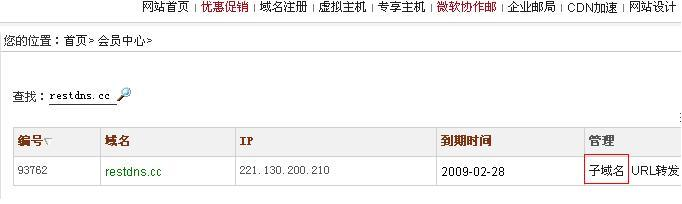 网站首页 | 优惠促销 | 域名注册 | 虚拟主机 | 专享主机 | 微软协作邮 | 企业邮局 | CDN加速 | 网站设计
您的位置：首页> 会员中心>
查找：restdns.cc
编号 域名 IP 到期时间 管理
93762 restdns.cc 221.130.200.210 2009-02-28 子域名 URL转发